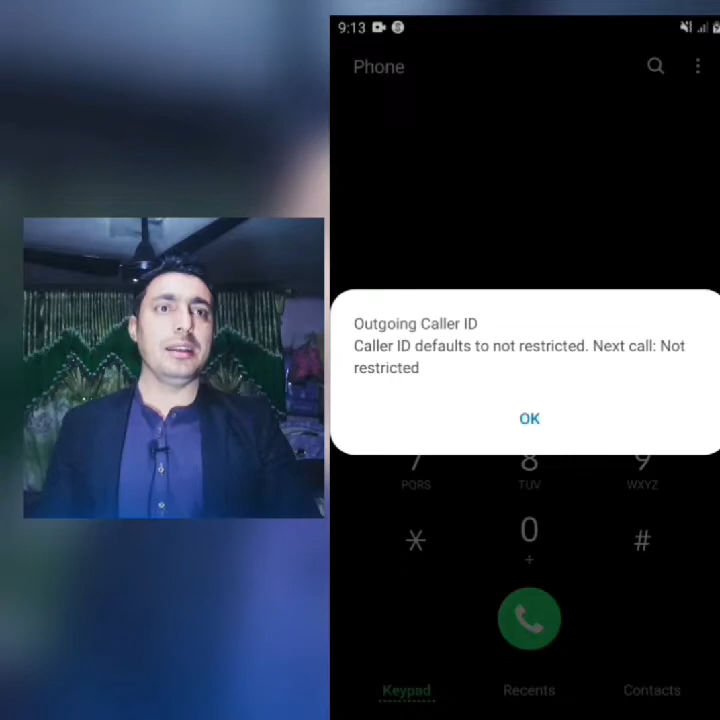 9:13
Phone
Outgoing Caller ID
Caller ID defaults to not restricted. Next call: Not
restricted
OK
7 8 9
PQRS TUV WXYZ
* 0 #
+
Keypad Recents Contacts